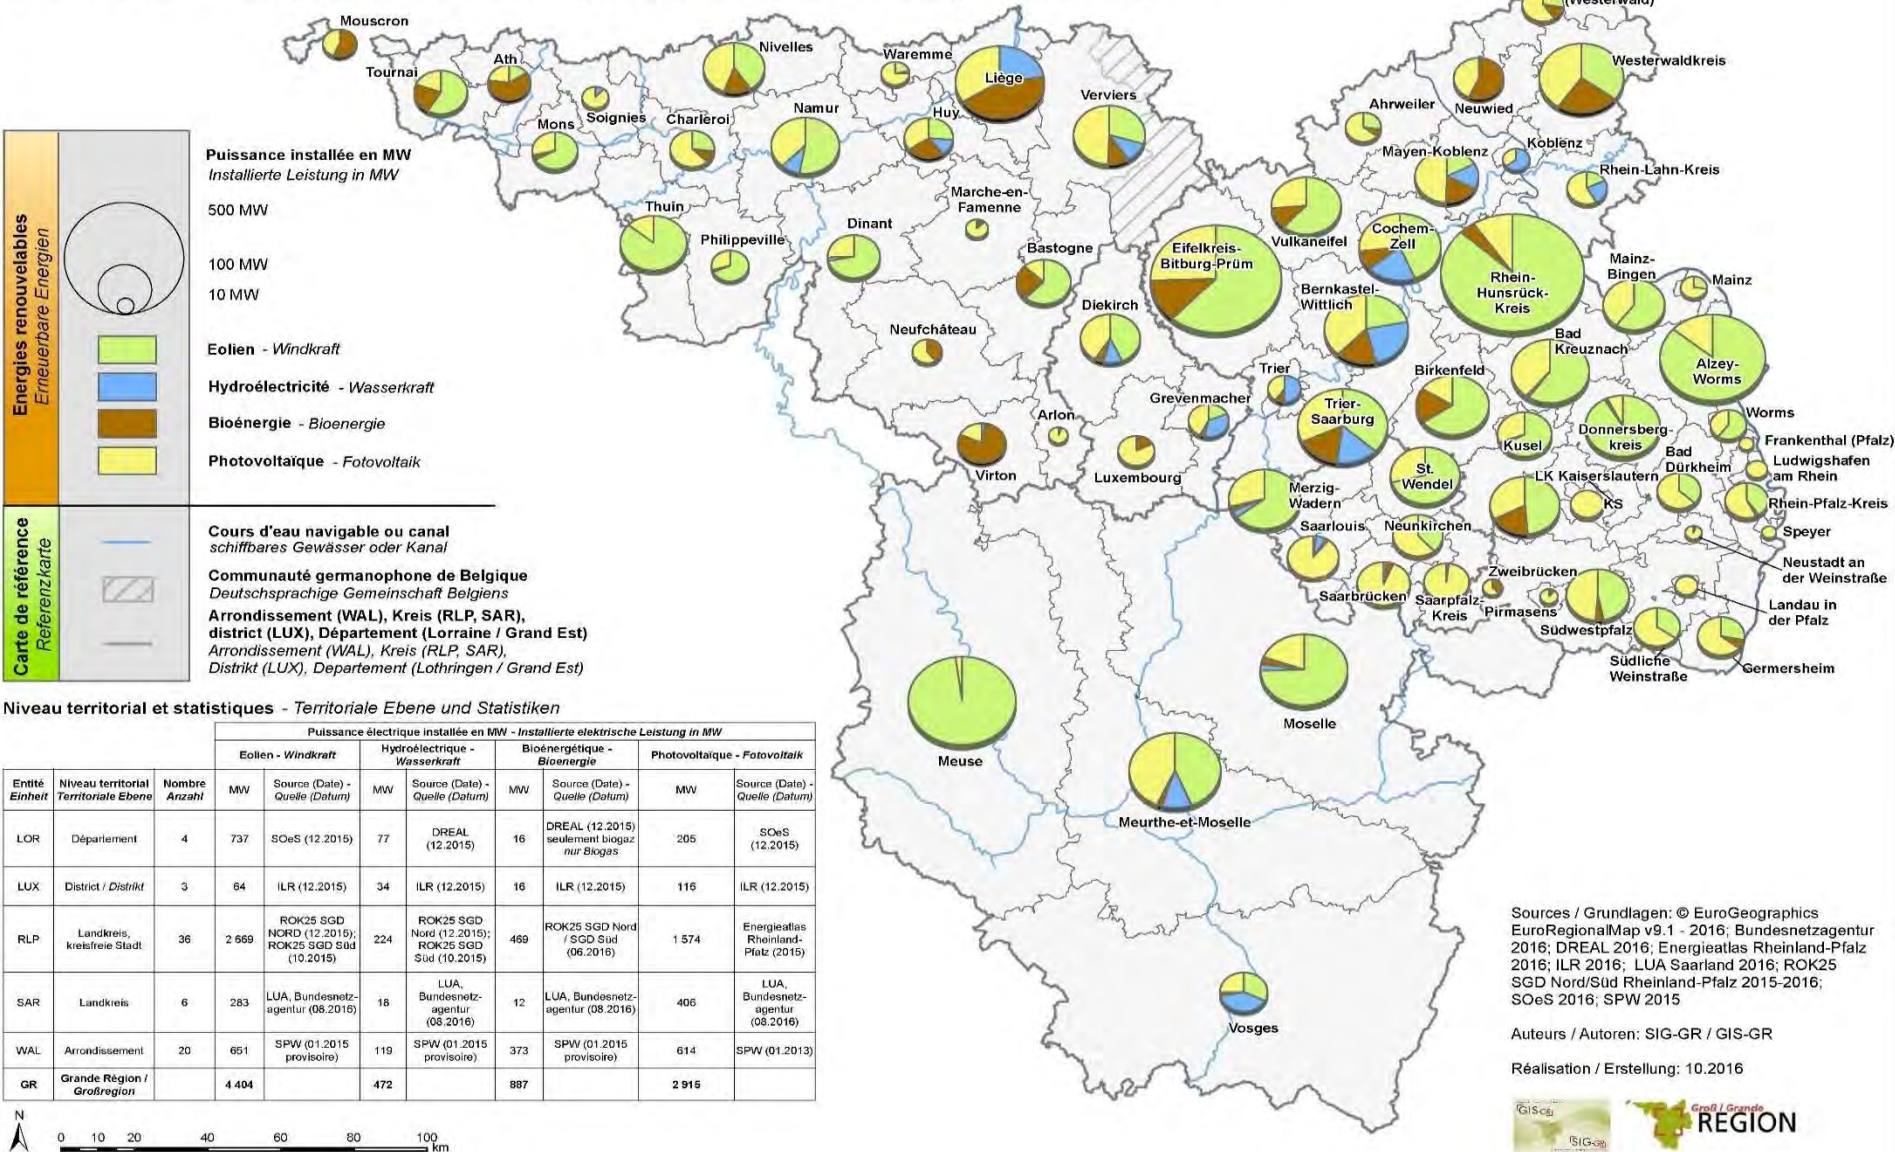 (Westerwald)
Mouscron
Nivelles
Waremme
Ath
Tournai
Liège
Westerwaldkreis
Neuwied
Verviers
Ahrweiler
Namur
Huy
Soignies
Charleroi
Mons
Koblenz
Mayen-Koblenz
Rhein-Lahn-Kreis
Marche-en-
Famenne
Thuin
Dinant
Philippeville
Bastogne
Vulkaneifel
Cochem-
Zell
Eifelkreis-
Bitburg-Prüm
Rhein-
Hunsrück-
Kreis
Mainz-
Bingen
Mainz
Bernkastel-
Wittlich
Diekirch
Neufchâteau
Bad
Kreuznach
Alzey-
Worms
Trier
Birkenfeld
Grevenmacher
Trier-
Saarburg
Arlon
Worms
Kusel
Donnersberg-
kreis
Frankenthal (Pfalz)
Ludwigshafen
am Rhein
Bad
Dürkheim
Virton
Luxembourg
St.
Wendel
LK Kaiserslautern
KS
Rhein-Pfalz-Kreis
Merzig-
Wadern
Saarlouis
Neunkirchen
Speyer
Neustadt an
der Weinstraße
Zweibrücken
Saarbrücken
Saarpfalz-
Kreis
Pirmasens
Landau in
der Pfalz
Südwestpfalz
Südliche
Weinstraße
Germersheim
Moselle
Meuse
Meurthe-et-Moselle
Vosges
Energies renouvelables
Erneuerbare Energien
Puissance installée en MW
Installierte Leistung in MW
500 MW
100 MW
10 MW
Eolien - Windkraft
Hydroélectricité - Wasserkraft
Bioénergie - Bioenergie
Photovoltaïque - Fotovoltaik
Carte de référence
Referenzkarte
Cours d'eau navigable ou canal
schiffbares Gewässer oder Kanal
Communauté germanophone de Belgique
Deutschsprachige Gemeinschaft Belgiens
Arrondissement (WAL), Kreis (RLP, SAR),
district (LUX), Département (Lorraine / Grand Est)
Arrondissement (WAL), Kreis (RLP, SAR),
Distrikt (LUX), Departement (Lothringen / Grand Est)
Niveau territorial et statistiques - Territoriale Ebene und Statistiken
Puissance électrique installée en MW - Installierte elektrische Leistung in MW
Eolien - Windkraft
Hydroélectrique -
Wasserkraft
Bioénergétique -
Bioenergie
Photovoltaïque - Fotovoltaik
Entité
Einheit
Niveau territorial
Territoriale Ebene
Nombre
Anzahl
MW
Source (Date) -
Quelle (Datum)
MW
Source (Date) -
Quelle (Datum)
MW
Source (Date) -
Quelle (Datum)
MW
Source (Date) -
Quelle (Datum)
LOR
Département
4
737
SOeS (12.2015)
77
DREAL
(12.2015)
16
DREAL (12.2015)
seulement biogaz
nur Biogas
205
SOeS
(12.2015)
LUX
District / Distrikt
3
64
ILR (12.2015)
34
ILR (12.2015)
16
ILR (12.2015)
116
ILR (12.2015)
RLP
Landkreis,
kreisfreie Stadt
36
2 669
ROK25 SGD
NORD (12.2015);
ROK25 SGD Süd
(10.2015)
224
ROK25 SGD
Nord (12.2015);
ROK25 SGD
Süd (10.2015)
469
ROK25 SGD Nord
/ SGD Süd
(06.2016)
1 574
Energieatlas
Rheinland-
Pfalz (2015)
SAR
Landkreis
6
283
LUA, Bundesnetz-
agentur (08.2016)
18
LUA,
Bundesnetz-
agentur
(08.2016)
12
LUA, Bundesnetz-
agentur (08.2016)
406
LUA,
Bundesnetz-
agentur
(08.2016)
WAL
Arrondissement
20
651
SPW (01.2015
provisoire)
119
SPW (01.2015
provisoire)
373
SPW (01.2015
provisoire)
614
SPW (01.2013)
GR
Grande Région /
Großregion
4 404
472
887
2 915
N
0 10 20 40 60 80 100
km
Sources / Grundlagen: © EuroGeographics
EuroRegionalMap v9.1 - 2016; Bundesnetzagentur
2016; DREAL 2016; Energieatlas Rheinland-Pfalz
2016; ILR 2016; LUA Saarland 2016; ROK25
SGD Nord/Süd Rheinland-Pfalz 2015-2016;
SOeS 2016; SPW 2015
Auteurs / Autoren: SIG-GR / GIS-GR
Réalisation / Erstellung: 10.2016
GIS-GR
SIG-GR
Groß / Grande
REGION